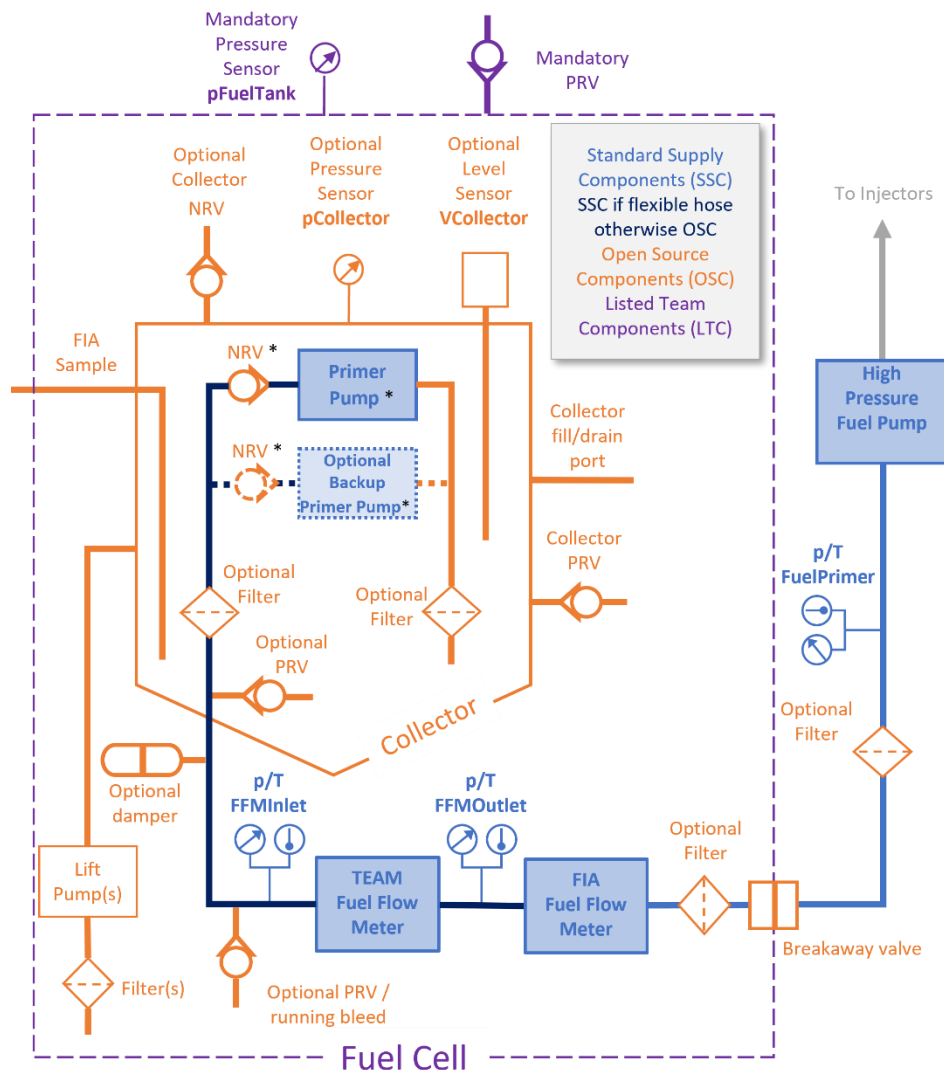 Mandatory
Pressure
Sensor
pFuelTank
Mandatory
PRV
Optional
Collector
NRV
Optional
Pressure
Sensor
pCollector
Optional
Level
Sensor
VCollector
Standard Supply
Components (SSC)
SSC if flexible hose
otherwise OSC
Open Source
Components (OSC)
Listed Team
Components (LTC)
To Injectors
FIA
Sample
NRV *
Primer
Pump *
High
Pressure
Fuel Pump
Collector
fill/drain
port
NRV *
Optional
Backup
Primer Pump*
Collector
PRV
Optional
Filter
Optional
Filter
p/T
FuelPrimer
Optional
PRV
Collector
Optional
Filter
Optional
damper
p/T
FFMInlet
p/T
FFMOutlet
Optional
Filter
Lift
Pump(s)
TEAM
Fuel Flow
Meter
FIA
Fuel Flow
Meter
Breakaway valve
Filter(s)
Optional PRV /
running bleed
Fuel Cell